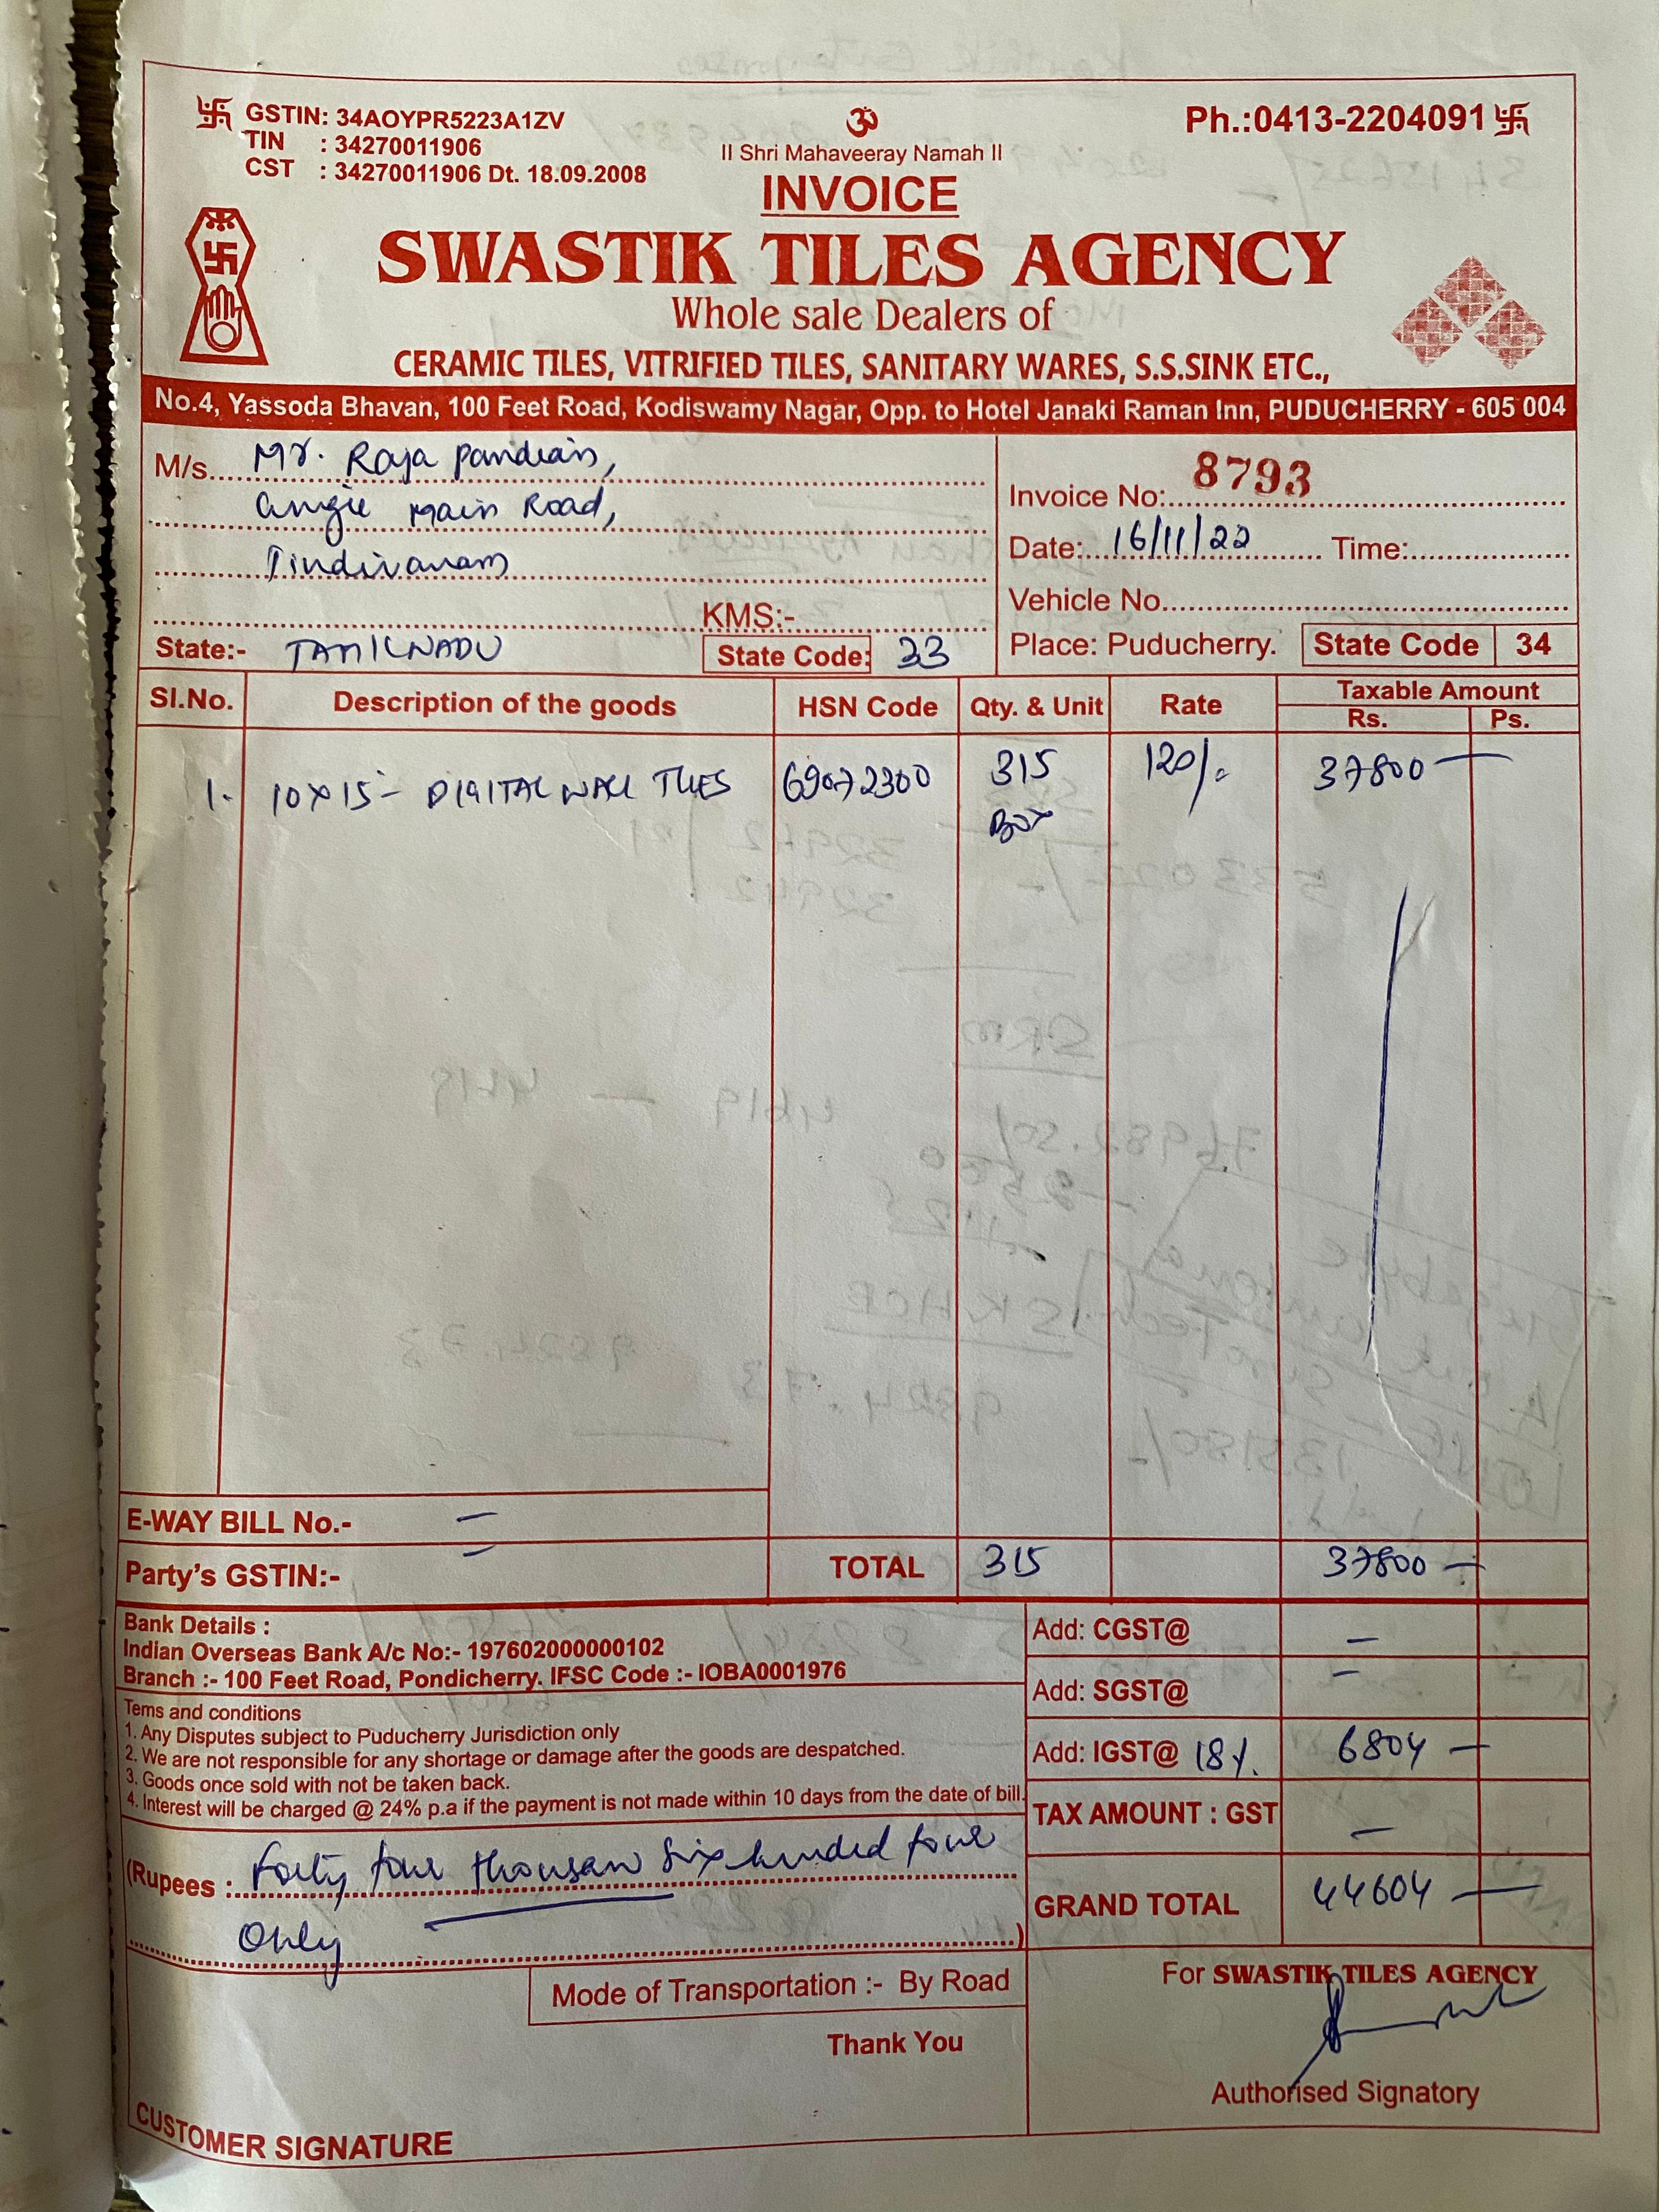 GSTIN: 34AOYPR5223A1ZV
TIN : 34270011906
CST : 34270011906 Dt. 18.09.2008
ॐ
II Shri Mahaveeray Namah II
Ph.:0413-2204091
INVOICE
SWASTIK TILES AGENCY
Whole sale Dealers of
CERAMIC TILES, VITRIFIED TILES, SANITARY WARES, S.S.SINK ETC.,
No.4, Yassoda Bhavan, 100 Feet Road, Kodiswamy Nagar, Opp. to Hotel Janaki Raman Inn, PUDUCHERRY - 605 004
M/s. Mr. Raja Pandian,
Main Road,
Tindivanam
KMS:-
State:- TAMILNADU State Code: 33
Invoice No: 8793
Date: 16/11/22 Time:
Vehicle No.
Place: Puducherry. State Code 34
Sl.No. Description of the goods HSN Code Qty. & Unit Rate Taxable Amount
Rs. Ps.
1. 10X15 - DIGITAL WALL TILES 69072300 315 120/. 37800 —
Box
E-WAY BILL No.- —
Party's GSTIN:- —
TOTAL 315 37800 —
Bank Details :
Indian Overseas Bank A/c No:- 197602000000102
Branch :- 100 Feet Road, Pondicherry. IFSC Code :- IOBA0001976
Tems and conditions
1. Any Disputes subject to Puducherry Jurisdiction only
2. We are not responsible for any shortage or damage after the goods are despatched.
3. Goods once sold with not be taken back.
4. Interest will be charged @ 24% p.a if the payment is not made within 10 days from the date of bill.
Add: CGST@ —
Add: SGST@ —
Add: IGST@ 18%. 6804 —
TAX AMOUNT : GST —
GRAND TOTAL 44604 —
(Rupees : Forty four thousan Six hunded four
Only )
Mode of Transportation :- By Road
Thank You
CUSTOMER SIGNATURE
For SWASTIK TILES AGENCY
Authorised Signatory